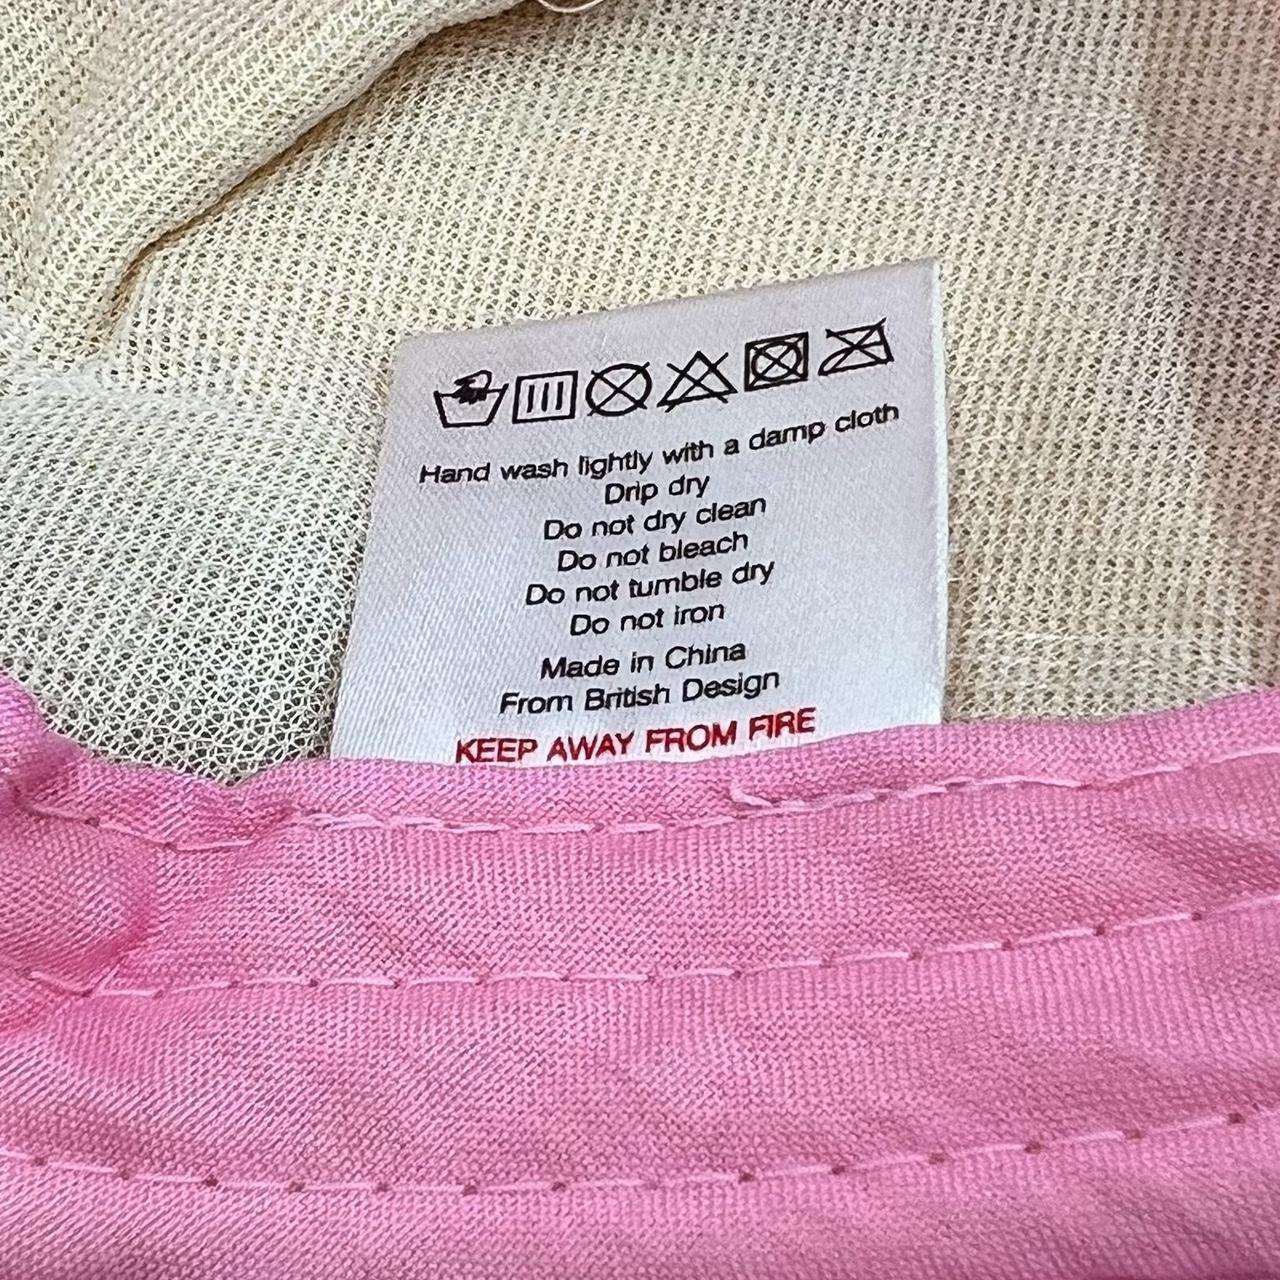 Hand wash lightly with a damp cloth
Drip dry
Do not dry clean
Do not bleach
Do not tumble dry
Do not iron
Made in China
From British Design
KEEP AWAY FROM FIRE